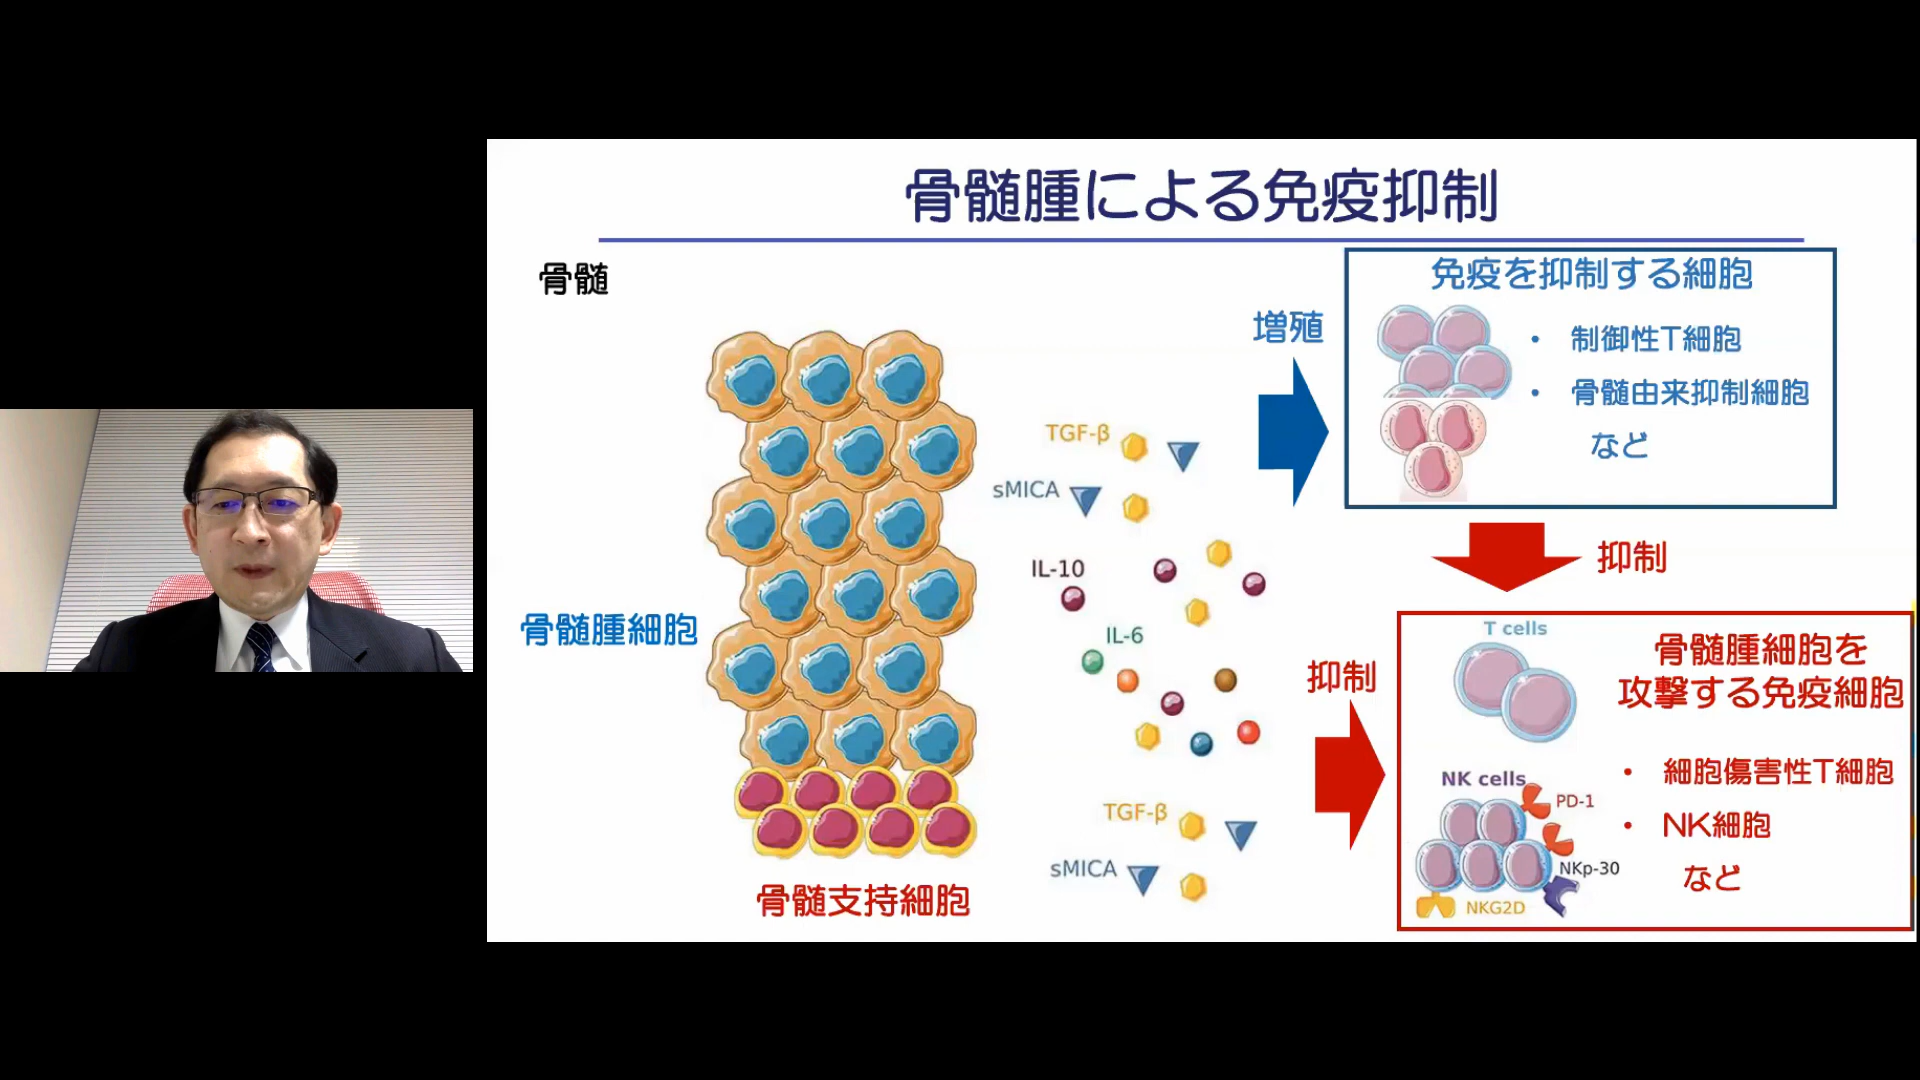 骨髄腫による免疫抑制
骨髄
骨髄腫細胞
骨髄支持細胞
TGF-β
sMICA
IL-10
IL-6
TGF-β
sMICA
増殖
免疫を抑制する細胞
• 制御性T細胞
• 骨髄由来抑制細胞
など
抑制
抑制
T cells
骨髄腫細胞を
攻撃する免疫細胞
NK cells
PD-1
NKp-30
NKG2D
• 細胞傷害性T細胞
• NK細胞
など